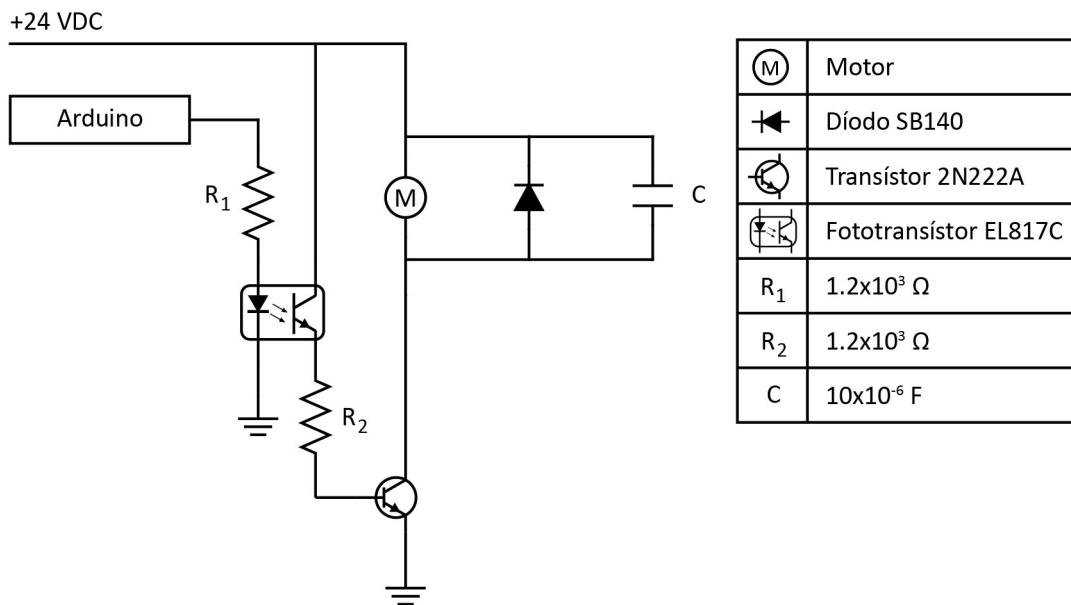 +24 VDC
Arduino
R1
M
C
R2
M Motor
Díodo SB140
Transístor 2N222A
Fototransístor EL817C
R1 1.2x10³ Ω
R2 1.2x10³ Ω
C 10x10⁻⁶ F